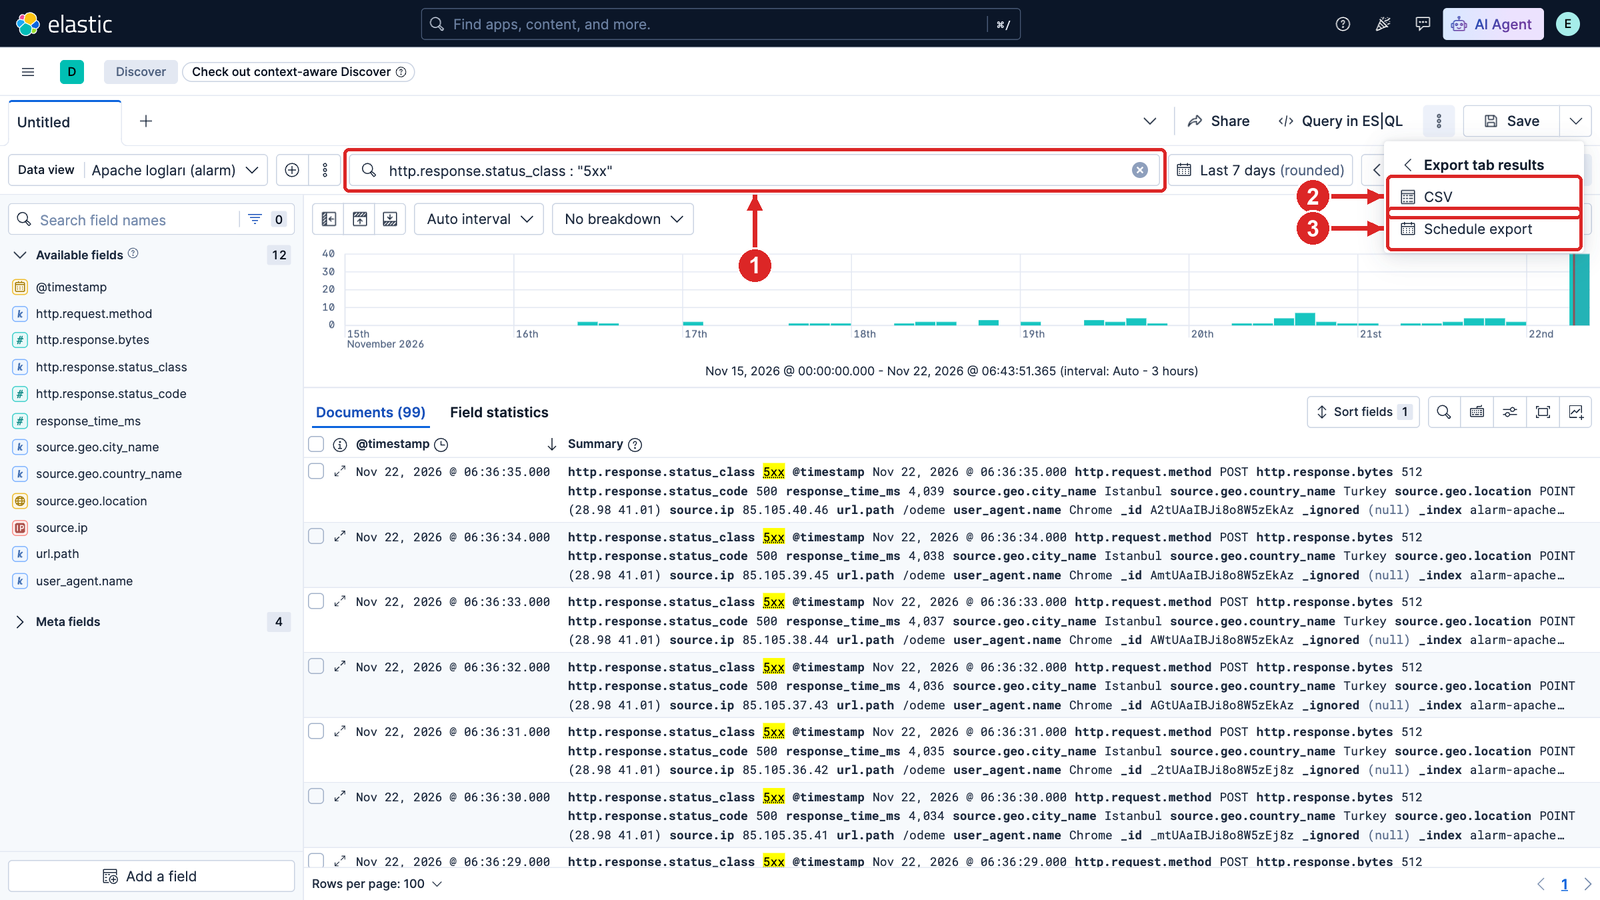 elastic
Find apps, content, and more.
⌘/
AI Agent
E
D
Discover
Check out context-aware Discover
Untitled
Share
Query in ES|QL
Save
Data view
Apache logları (alarm)
http.response.status_class : "5xx"
Last 7 days (rounded)
Export tab results
CSV
Schedule export
1
2
3
Search field names
0
Auto interval
No breakdown
Available fields
12
@timestamp
http.request.method
http.response.bytes
http.response.status_class
http.response.status_code
response_time_ms
source.geo.city_name
source.geo.country_name
source.geo.location
source.ip
url.path
user_agent.name
Meta fields
4
Add a field
40
30
20
10
0
15th
November 2026
16th
17th
18th
19th
20th
21st
22nd
Nov 15, 2026 @ 00:00:00.000 - Nov 22, 2026 @ 06:43:51.365 (interval: Auto - 3 hours)
Documents (99)
Field statistics
Sort fields 1
@timestamp
Summary
Nov 22, 2026 @ 06:36:35.000 http.response.status_class 5xx @timestamp Nov 22, 2026 @ 06:36:35.000 http.request.method POST http.response.bytes 512
http.response.status_code 500 response_time_ms 4,039 source.geo.city_name Istanbul source.geo.country_name Turkey source.geo.location POINT
(28.98 41.01) source.ip 85.105.40.46 url.path /odeme user_agent.name Chrome _id A2tUAaIBJi8o8W5zEkAz _ignored (null) _index alarm-apache…
Nov 22, 2026 @ 06:36:34.000 http.response.status_class 5xx @timestamp Nov 22, 2026 @ 06:36:34.000 http.request.method POST http.response.bytes 512
http.response.status_code 500 response_time_ms 4,038 source.geo.city_name Istanbul source.geo.country_name Turkey source.geo.location POINT
(28.98 41.01) source.ip 85.105.39.45 url.path /odeme user_agent.name Chrome _id AmtUAaIBJi8o8W5zEkAz _ignored (null) _index alarm-apache…
Nov 22, 2026 @ 06:36:33.000 http.response.status_class 5xx @timestamp Nov 22, 2026 @ 06:36:33.000 http.request.method POST http.response.bytes 512
http.response.status_code 500 response_time_ms 4,037 source.geo.city_name Istanbul source.geo.country_name Turkey source.geo.location POINT
(28.98 41.01) source.ip 85.105.38.44 url.path /odeme user_agent.name Chrome _id AWtUAaIBJi8o8W5zEkAz _ignored (null) _index alarm-apache…
Nov 22, 2026 @ 06:36:32.000 http.response.status_class 5xx @timestamp Nov 22, 2026 @ 06:36:32.000 http.request.method POST http.response.bytes 512
http.response.status_code 500 response_time_ms 4,036 source.geo.city_name Istanbul source.geo.country_name Turkey source.geo.location POINT
(28.98 41.01) source.ip 85.105.37.43 url.path /odeme user_agent.name Chrome _id AGtUAaIBJi8o8W5zEkAz _ignored (null) _index alarm-apache…
Nov 22, 2026 @ 06:36:31.000 http.response.status_class 5xx @timestamp Nov 22, 2026 @ 06:36:31.000 http.request.method POST http.response.bytes 512
http.response.status_code 500 response_time_ms 4,035 source.geo.city_name Istanbul source.geo.country_name Turkey source.geo.location POINT
(28.98 41.01) source.ip 85.105.36.42 url.path /odeme user_agent.name Chrome _id _2tUAaIBJi8o8W5zEj8z _ignored (null) _index alarm-apache…
Nov 22, 2026 @ 06:36:30.000 http.response.status_class 5xx @timestamp Nov 22, 2026 @ 06:36:30.000 http.request.method POST http.response.bytes 512
http.response.status_code 500 response_time_ms 4,034 source.geo.city_name Istanbul source.geo.country_name Turkey source.geo.location POINT
(28.98 41.01) source.ip 85.105.35.41 url.path /odeme user_agent.name Chrome _id _mtUAaIBJi8o8W5zEj8z _ignored (null) _index alarm-apache…
Nov 22, 2026 @ 06:36:29.000 http.response.status_class 5xx @timestamp Nov 22, 2026 @ 06:36:29.000 http.request.method POST http.response.bytes 512
Rows per page: 100
1